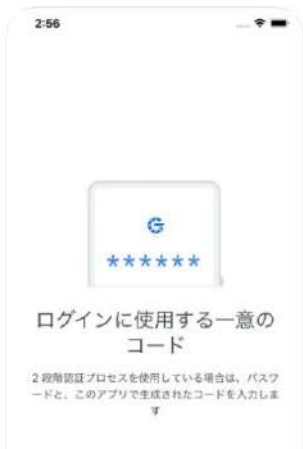 2:56
G
******
ログインに使用する一意の
コード
2 段階認証プロセスを使用している場合は、パスワ
ードと、このアプリで生成されたコードを入力しま
す